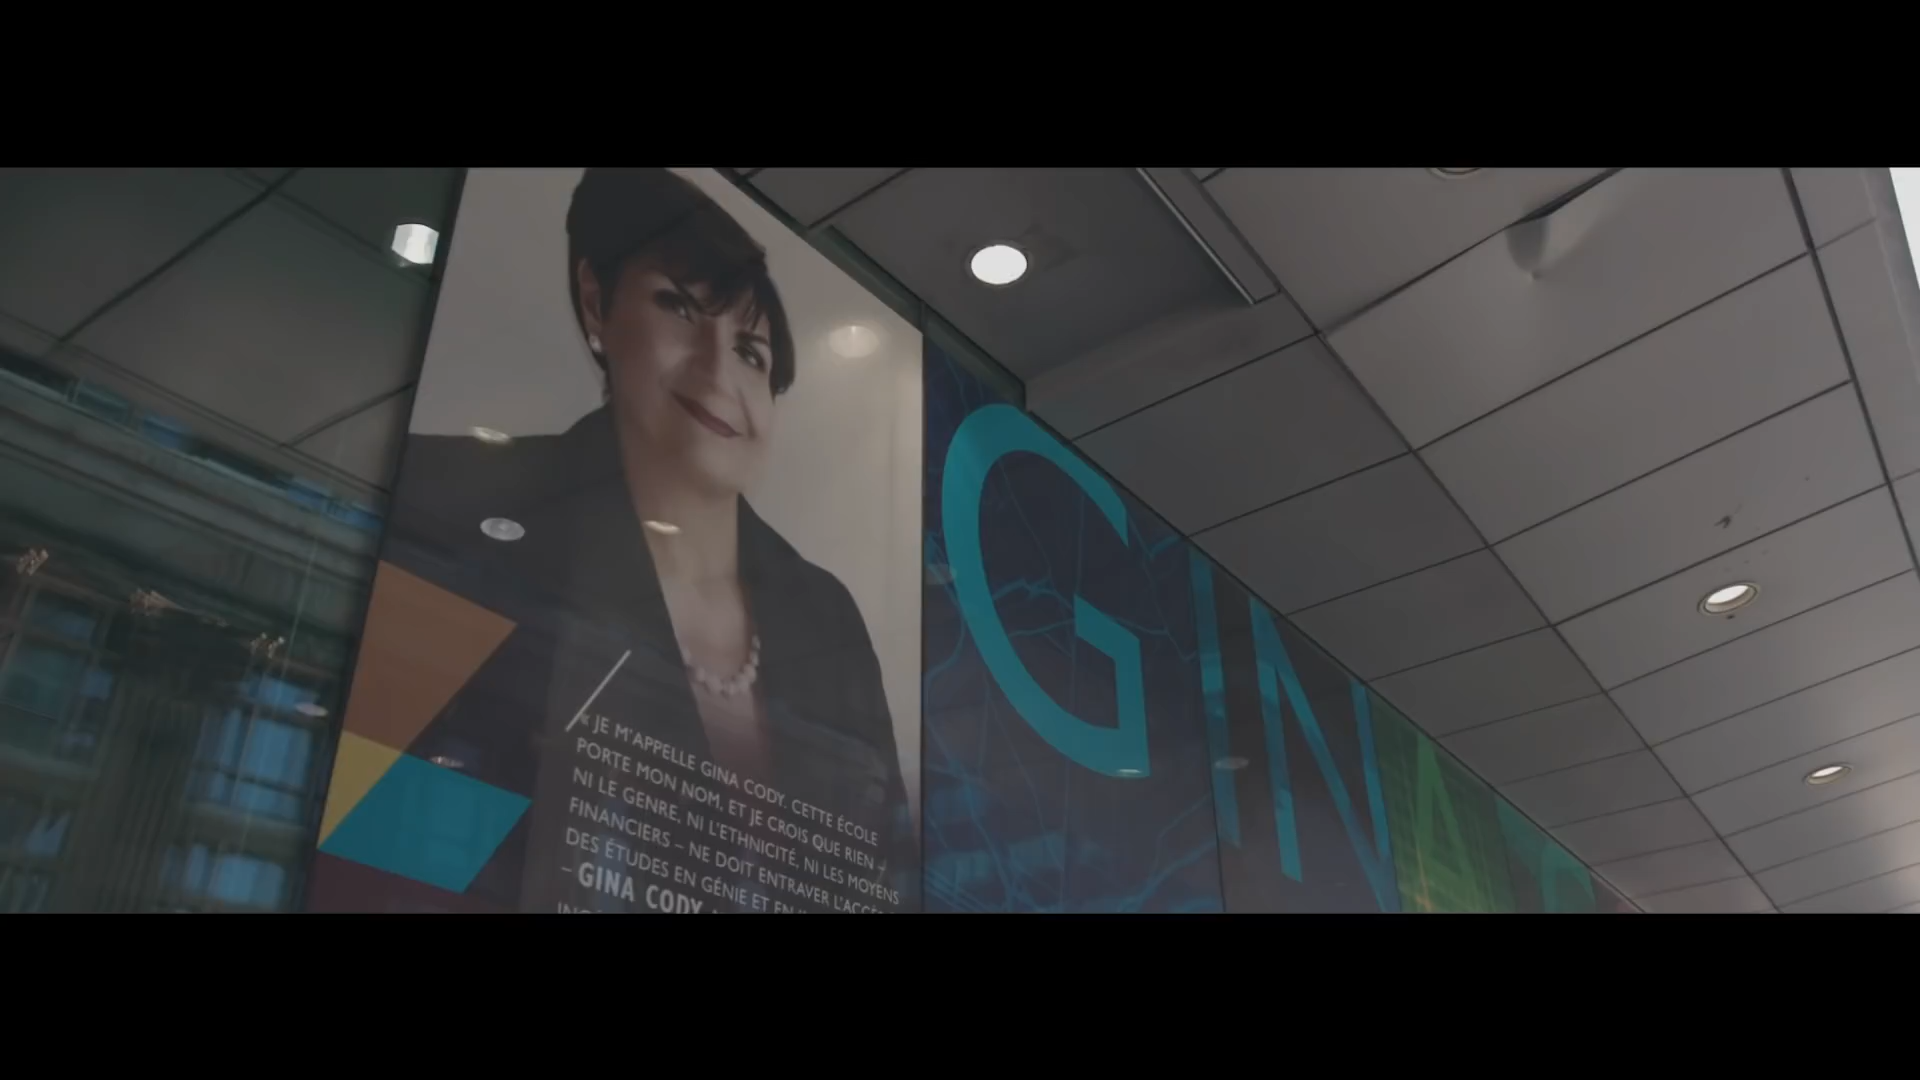 « JE M'APPELLE GINA CODY. CETTE ÉCOLE
PORTE MON NOM, ET JE CROIS QUE RIEN –
NI LE GENRE, NI L'ETHNICITÉ, NI LES MOYENS
FINANCIERS – NE DOIT ENTRAVER L'ACCÈS
DES ÉTUDES EN GÉNIE ET EN
– GINA CODY
GINA